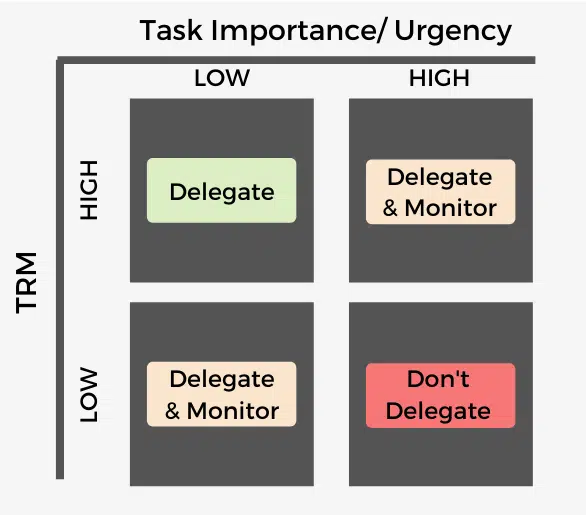 Task Importance/ Urgency
LOW
HIGH
TRM
HIGH
Delegate
Delegate
& Monitor
LOW
Delegate
& Monitor
Don't
Delegate